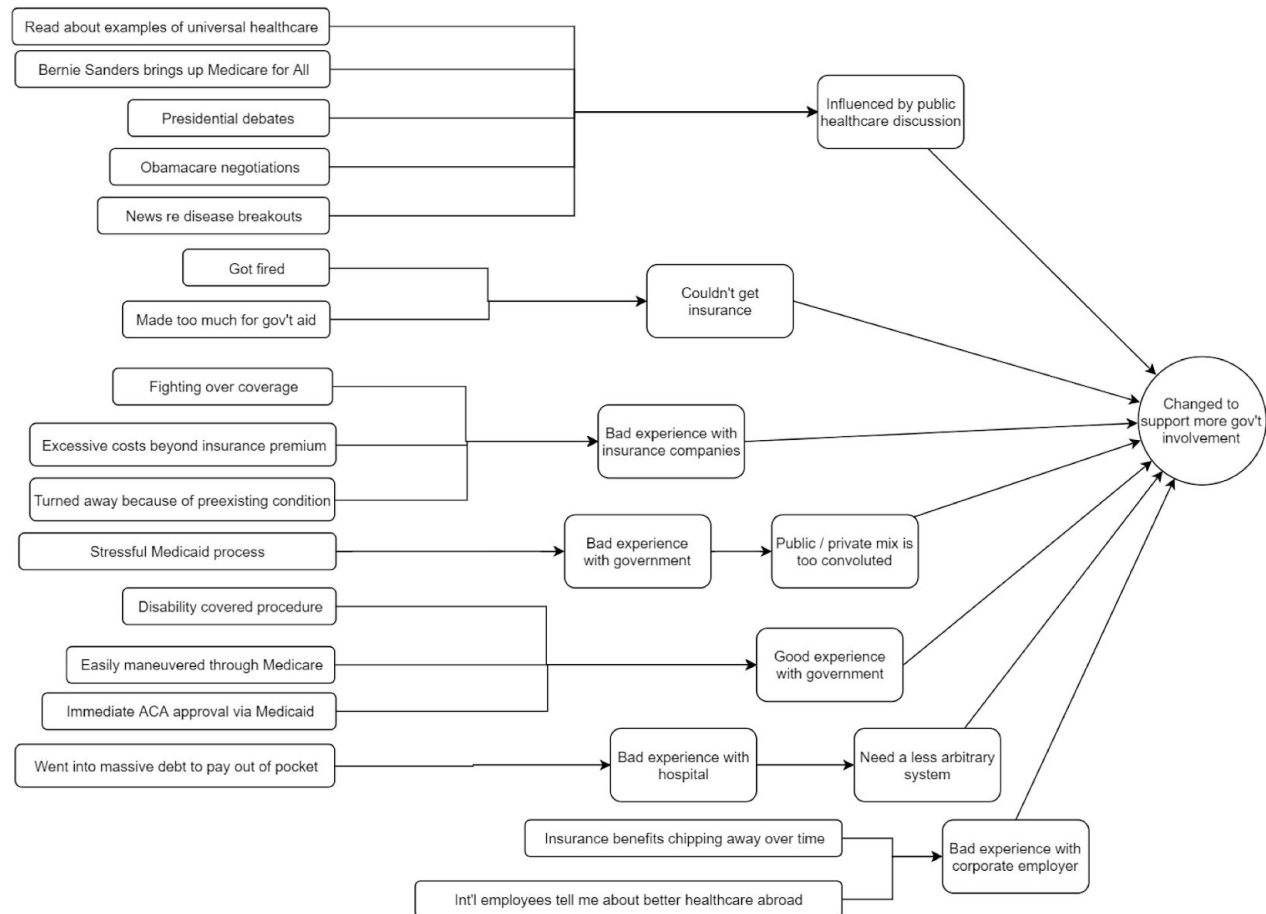 Read about examples of universal healthcare
Bernie Sanders brings up Medicare for All
Presidential debates
Obamacare negotiations
News re disease breakouts
Influenced by public
healthcare discussion
Got fired
Made too much for gov't aid
Couldn't get
insurance
Fighting over coverage
Excessive costs beyond insurance premium
Turned away because of preexisting condition
Bad experience with
insurance companies
Changed to
support more gov't
involvement
Stressful Medicaid process
Bad experience
with government
Public / private mix is
too convoluted
Disability covered procedure
Easily maneuvered through Medicare
Immediate ACA approval via Medicaid
Good experience
with government
Went into massive debt to pay out of pocket
Bad experience with
hospital
Need a less arbitrary
system
Insurance benefits chipping away over time
Int'l employees tell me about better healthcare abroad
Bad experience with
corporate employer